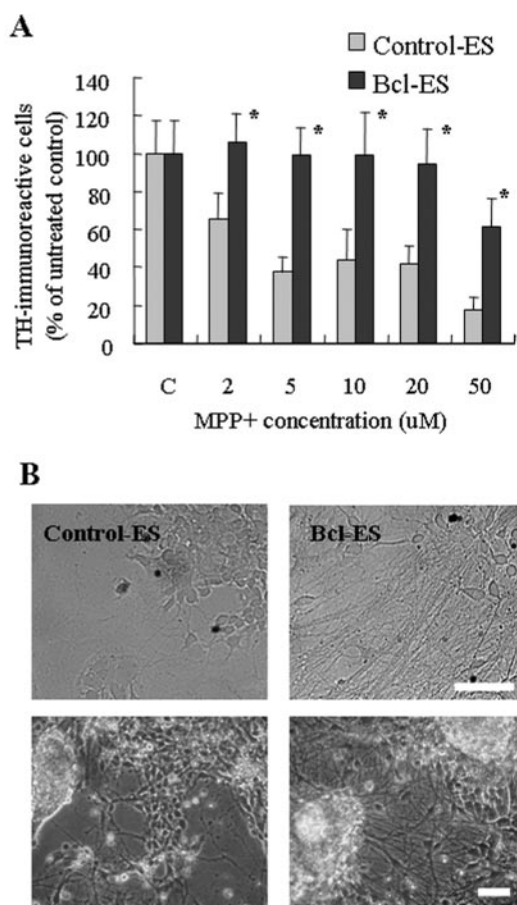 A
Control-ES
Bcl-ES
TH-immunoreactive cells
(% of untreated control)
140
120
100
80
60
40
20
0
* * * * *
C 2 5 10 20 50
MPP+ concentration (uM)
B
Control-ES Bcl-ES